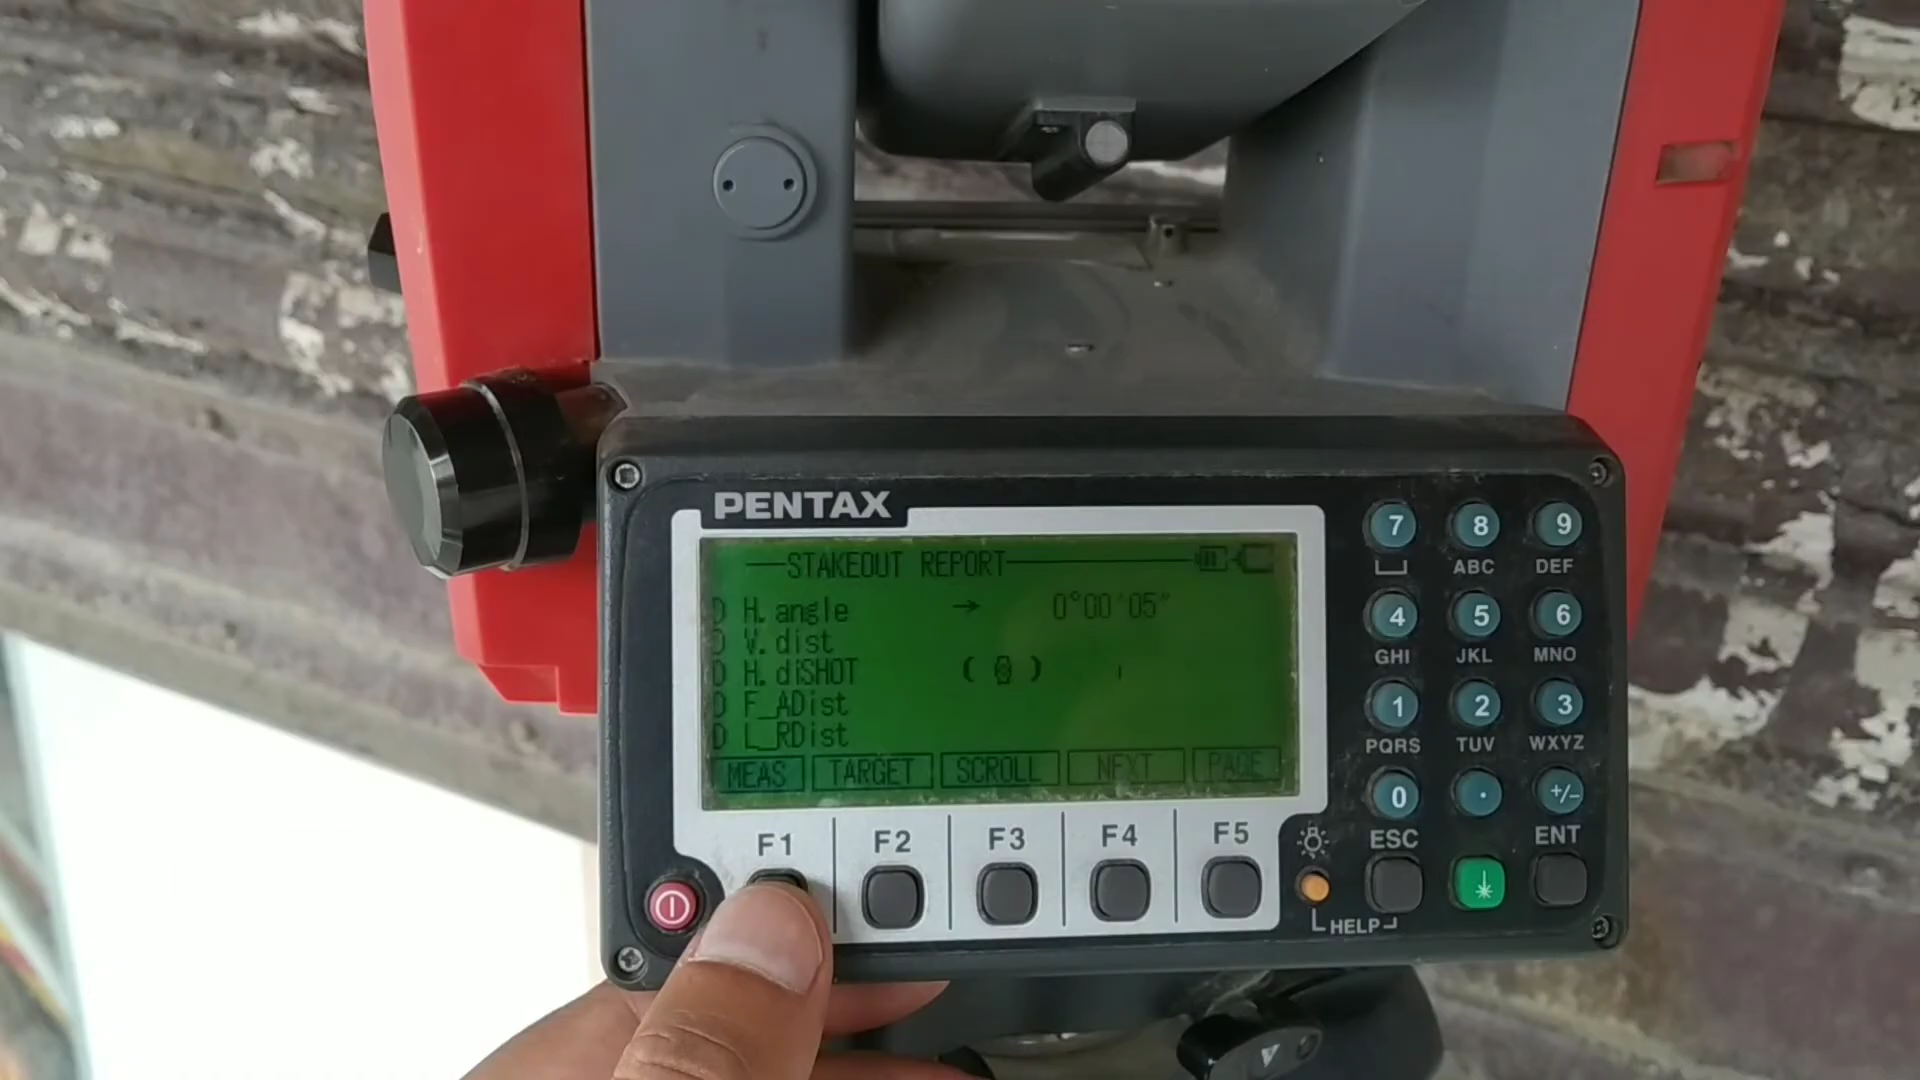 PENTAX
STAKEOUT REPORT
D H.angle → 0°00'05"
D V.dist
D H.diSHOT ( )
D F_ADist
D L_RDist
MEAS TARGET SCROLL NEXT PAGE
F1 F2 F3 F4 F5
7 8 9
ABC DEF
4 5 6
GHI JKL MNO
1 2 3
PQRS TUV WXYZ
0 . +/-
ESC ENT
HELP